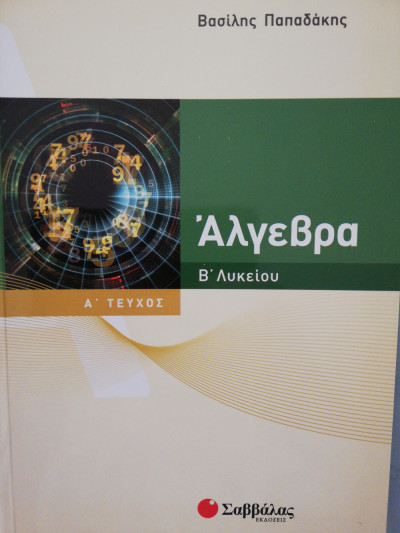 Βασίλης Παπαδάκης
Άλγεβρα
Β΄ Λυκείου
Α΄ ΤΕΥΧΟΣ
Σαββάλας
ΕΚΔΟΣΕΙΣ